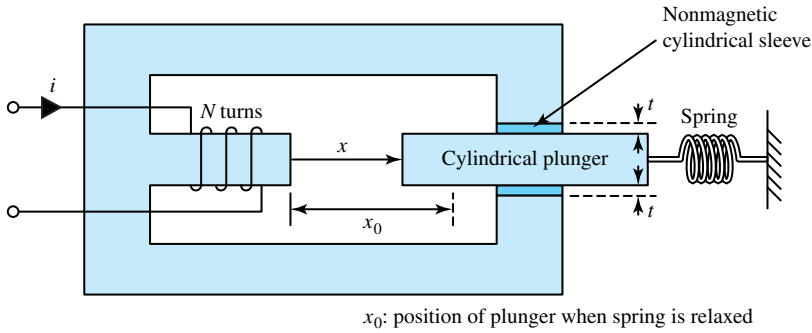 Nonmagnetic
cylindrical sleeve
i
N turns
t
Spring
x
Cylindrical plunger
x₀
t
x₀: position of plunger when spring is relaxed